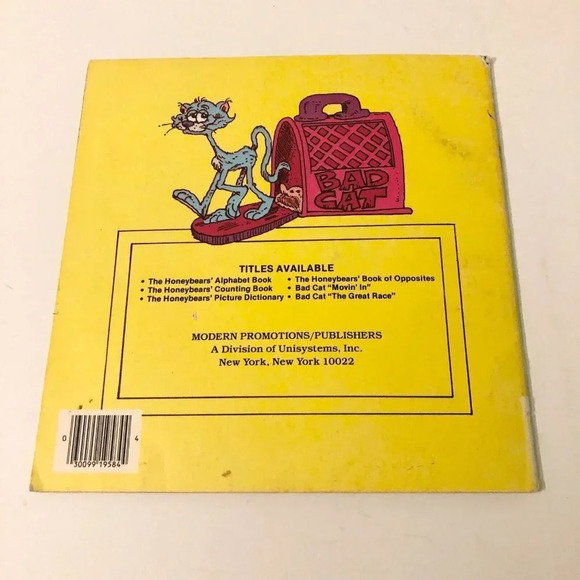 BAD
CAT
TITLES AVAILABLE
• The Honeybears' Alphabet Book
• The Honeybears' Counting Book
• The Honeybears' Picture Dictionary
• The Honeybears' Book of Opposites
• Bad Cat "Movin' In"
• Bad Cat "The Great Race"
MODERN PROMOTIONS/PUBLISHERS
A Division of Unisystems, Inc.
New York, New York 10022
0 30099 19584 4